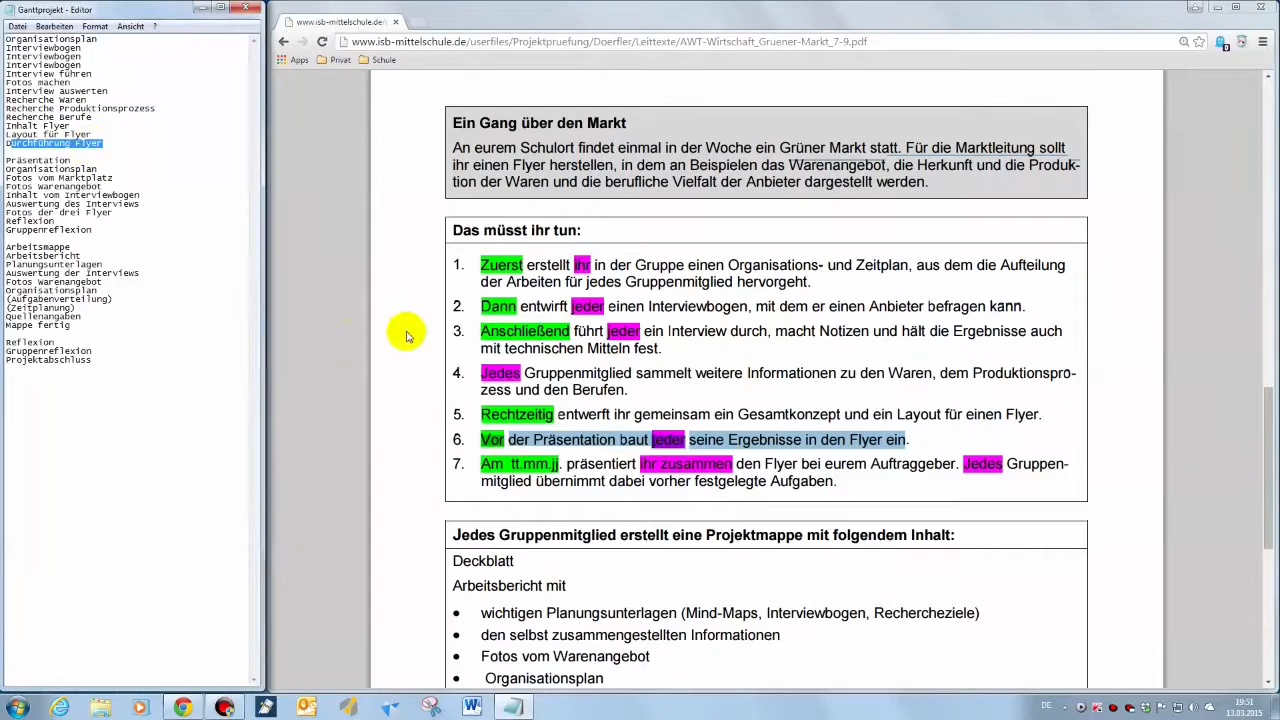 Ganttprojekt - Editor
Datei Bearbeiten Format Ansicht ?
Organisationsplan
Interviewbogen
Interviewbogen
Interviewbogen
Interview führen
Fotos machen
Interview auswerten
Recherche Waren
Recherche Produktionsprozess
Recherche Berufe
Inhalt Flyer
Layout für Flyer
Durchführung Flyer
Präsentation
Organisationsplan
Fotos vom Marktplatz
Fotos Warenangebot
Inhalt vom Interviewbogen
Auswertung des Interviews
Fotos der drei Flyer
Reflexion
Gruppenreflexion
Arbeitsmappe
Arbeitsbericht
Planungsunterlagen
Auswertung der Interviews
Fotos Warenangebot
Organisationsplan
(Aufgabenverteilung)
(Zeitplanung)
Quellenangaben
Mappe fertig
Reflexion
Gruppenreflexion
Projektabschluss
www.isb-mittelschule.de/
www.isb-mittelschule.de/userfiles/Projektpruefung/Doerfler/Leittexte/AWT-Wirtschaft_Gruener-Markt_7-9.pdf
Apps Privat Schule
Ein Gang über den Markt
An eurem Schulort findet einmal in der Woche ein Grüner Markt statt. Für die Marktleitung sollt
ihr einen Flyer herstellen, in dem an Beispielen das Warenangebot, die Herkunft und die Produk-
tion der Waren und die berufliche Vielfalt der Anbieter dargestellt werden.
Das müsst ihr tun:
1. Zuerst erstellt ihr in der Gruppe einen Organisations- und Zeitplan, aus dem die Aufteilung
der Arbeiten für jedes Gruppenmitglied hervorgeht.
2. Dann entwirft jeder einen Interviewbogen, mit dem er einen Anbieter befragen kann.
3. Anschließend führt jeder ein Interview durch, macht Notizen und hält die Ergebnisse auch
mit technischen Mitteln fest.
4. Jedes Gruppenmitglied sammelt weitere Informationen zu den Waren, dem Produktionspro-
zess und den Berufen.
5. Rechtzeitig entwerft ihr gemeinsam ein Gesamtkonzept und ein Layout für einen Flyer.
6. Vor der Präsentation baut jeder seine Ergebnisse in den Flyer ein.
7. Am tt.mm.jj. präsentiert ihr zusammen den Flyer bei eurem Auftraggeber. Jedes Gruppen-
mitglied übernimmt dabei vorher festgelegte Aufgaben.
Jedes Gruppenmitglied erstellt eine Projektmappe mit folgendem Inhalt:
Deckblatt
Arbeitsbericht mit
• wichtigen Planungsunterlagen (Mind-Maps, Interviewbogen, Rechercheziele)
• den selbst zusammengestellten Informationen
• Fotos vom Warenangebot
• Organisationsplan
DE
19:51
13.03.2015